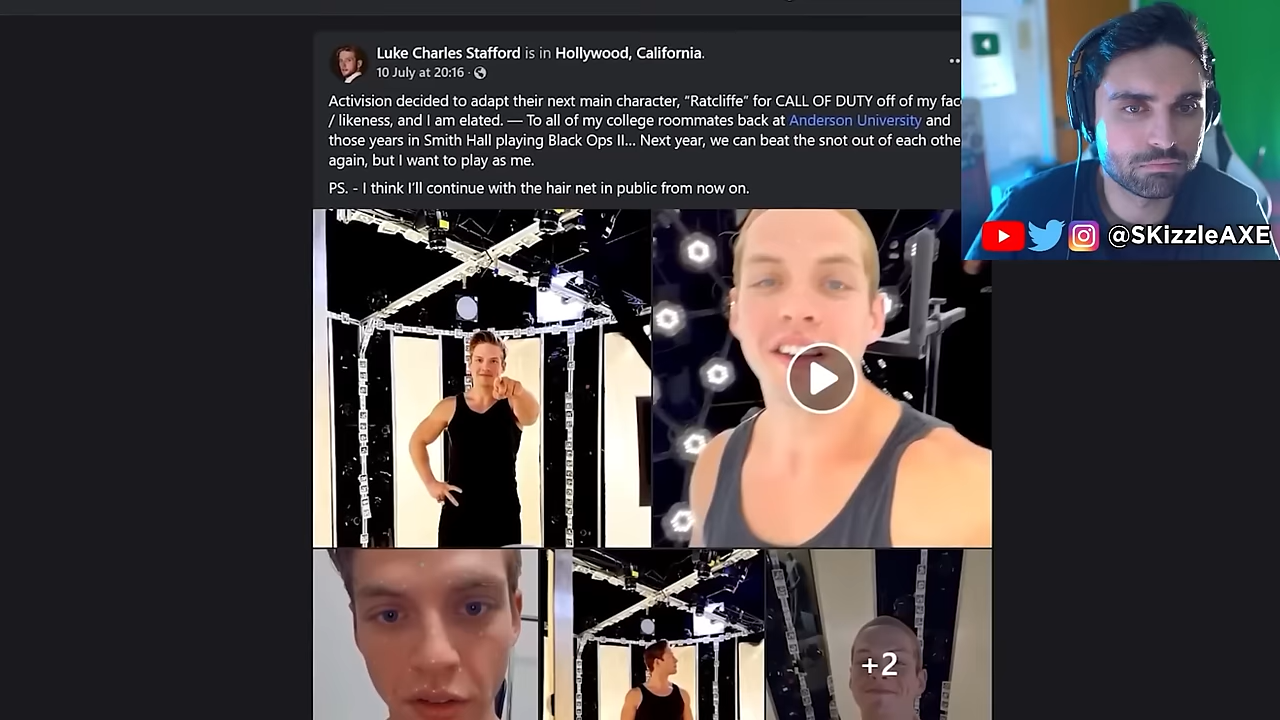 Luke Charles Stafford is in Hollywood, California.
10 July at 20:16 ·
Activision decided to adapt their next main character, “Ratcliffe” for CALL OF DUTY off of my
/ likeness, and I am elated. — To all of my college roommates back at Anderson University and
those years in Smith Hall playing Black Ops II... Next year, we can beat the snot out of each
again, but I want to play as me.
PS. - I think I’ll continue with the hair net in public from now on.
@SKizzleAXE
+2